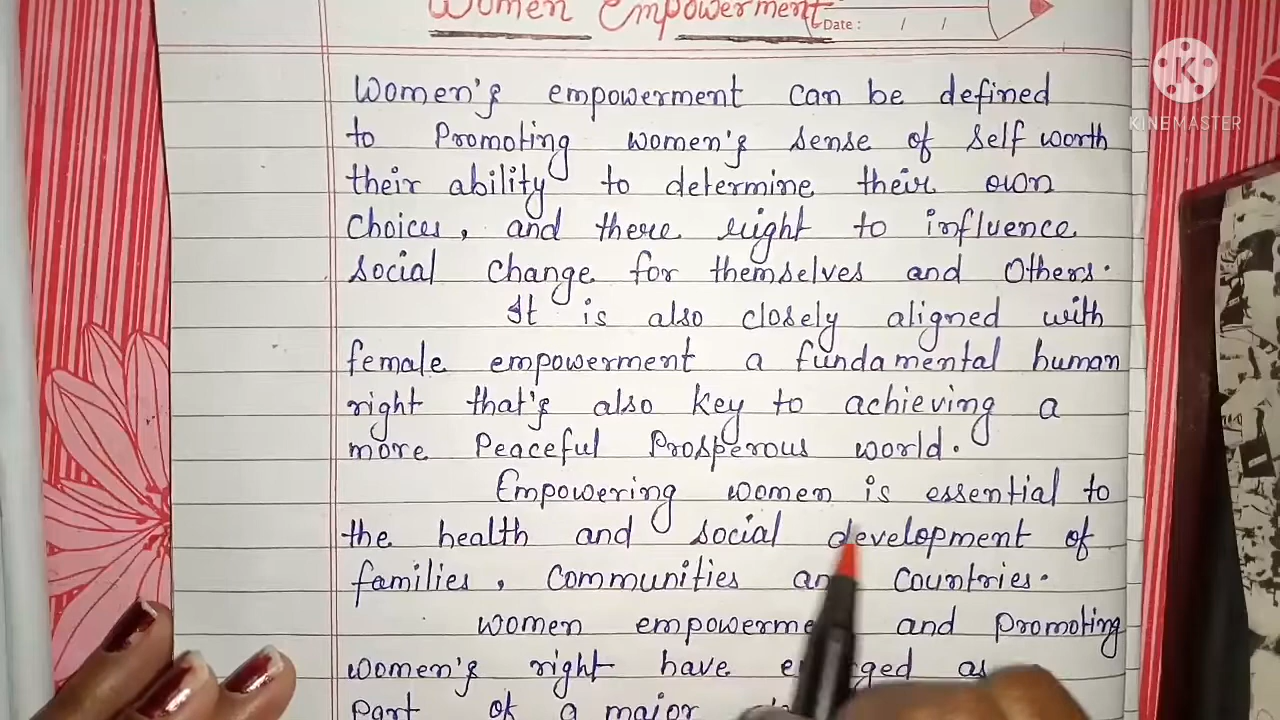 Women Empowerment
Date : / /
KINEMASTER
Women's empowerment can be defined
to Promoting women's sense of self worth
their ability to determine their own
choices, and there right to influence
social change for themselves and Others.
It is also closely aligned with
female empowerment a fundamental human
right that's also key to achieving a
more Peaceful Prosperous world.
Empowering women is essential to
the health and social development of
families, Communities and Countries.
women empowerme and promoting
women's right have as
part of a major